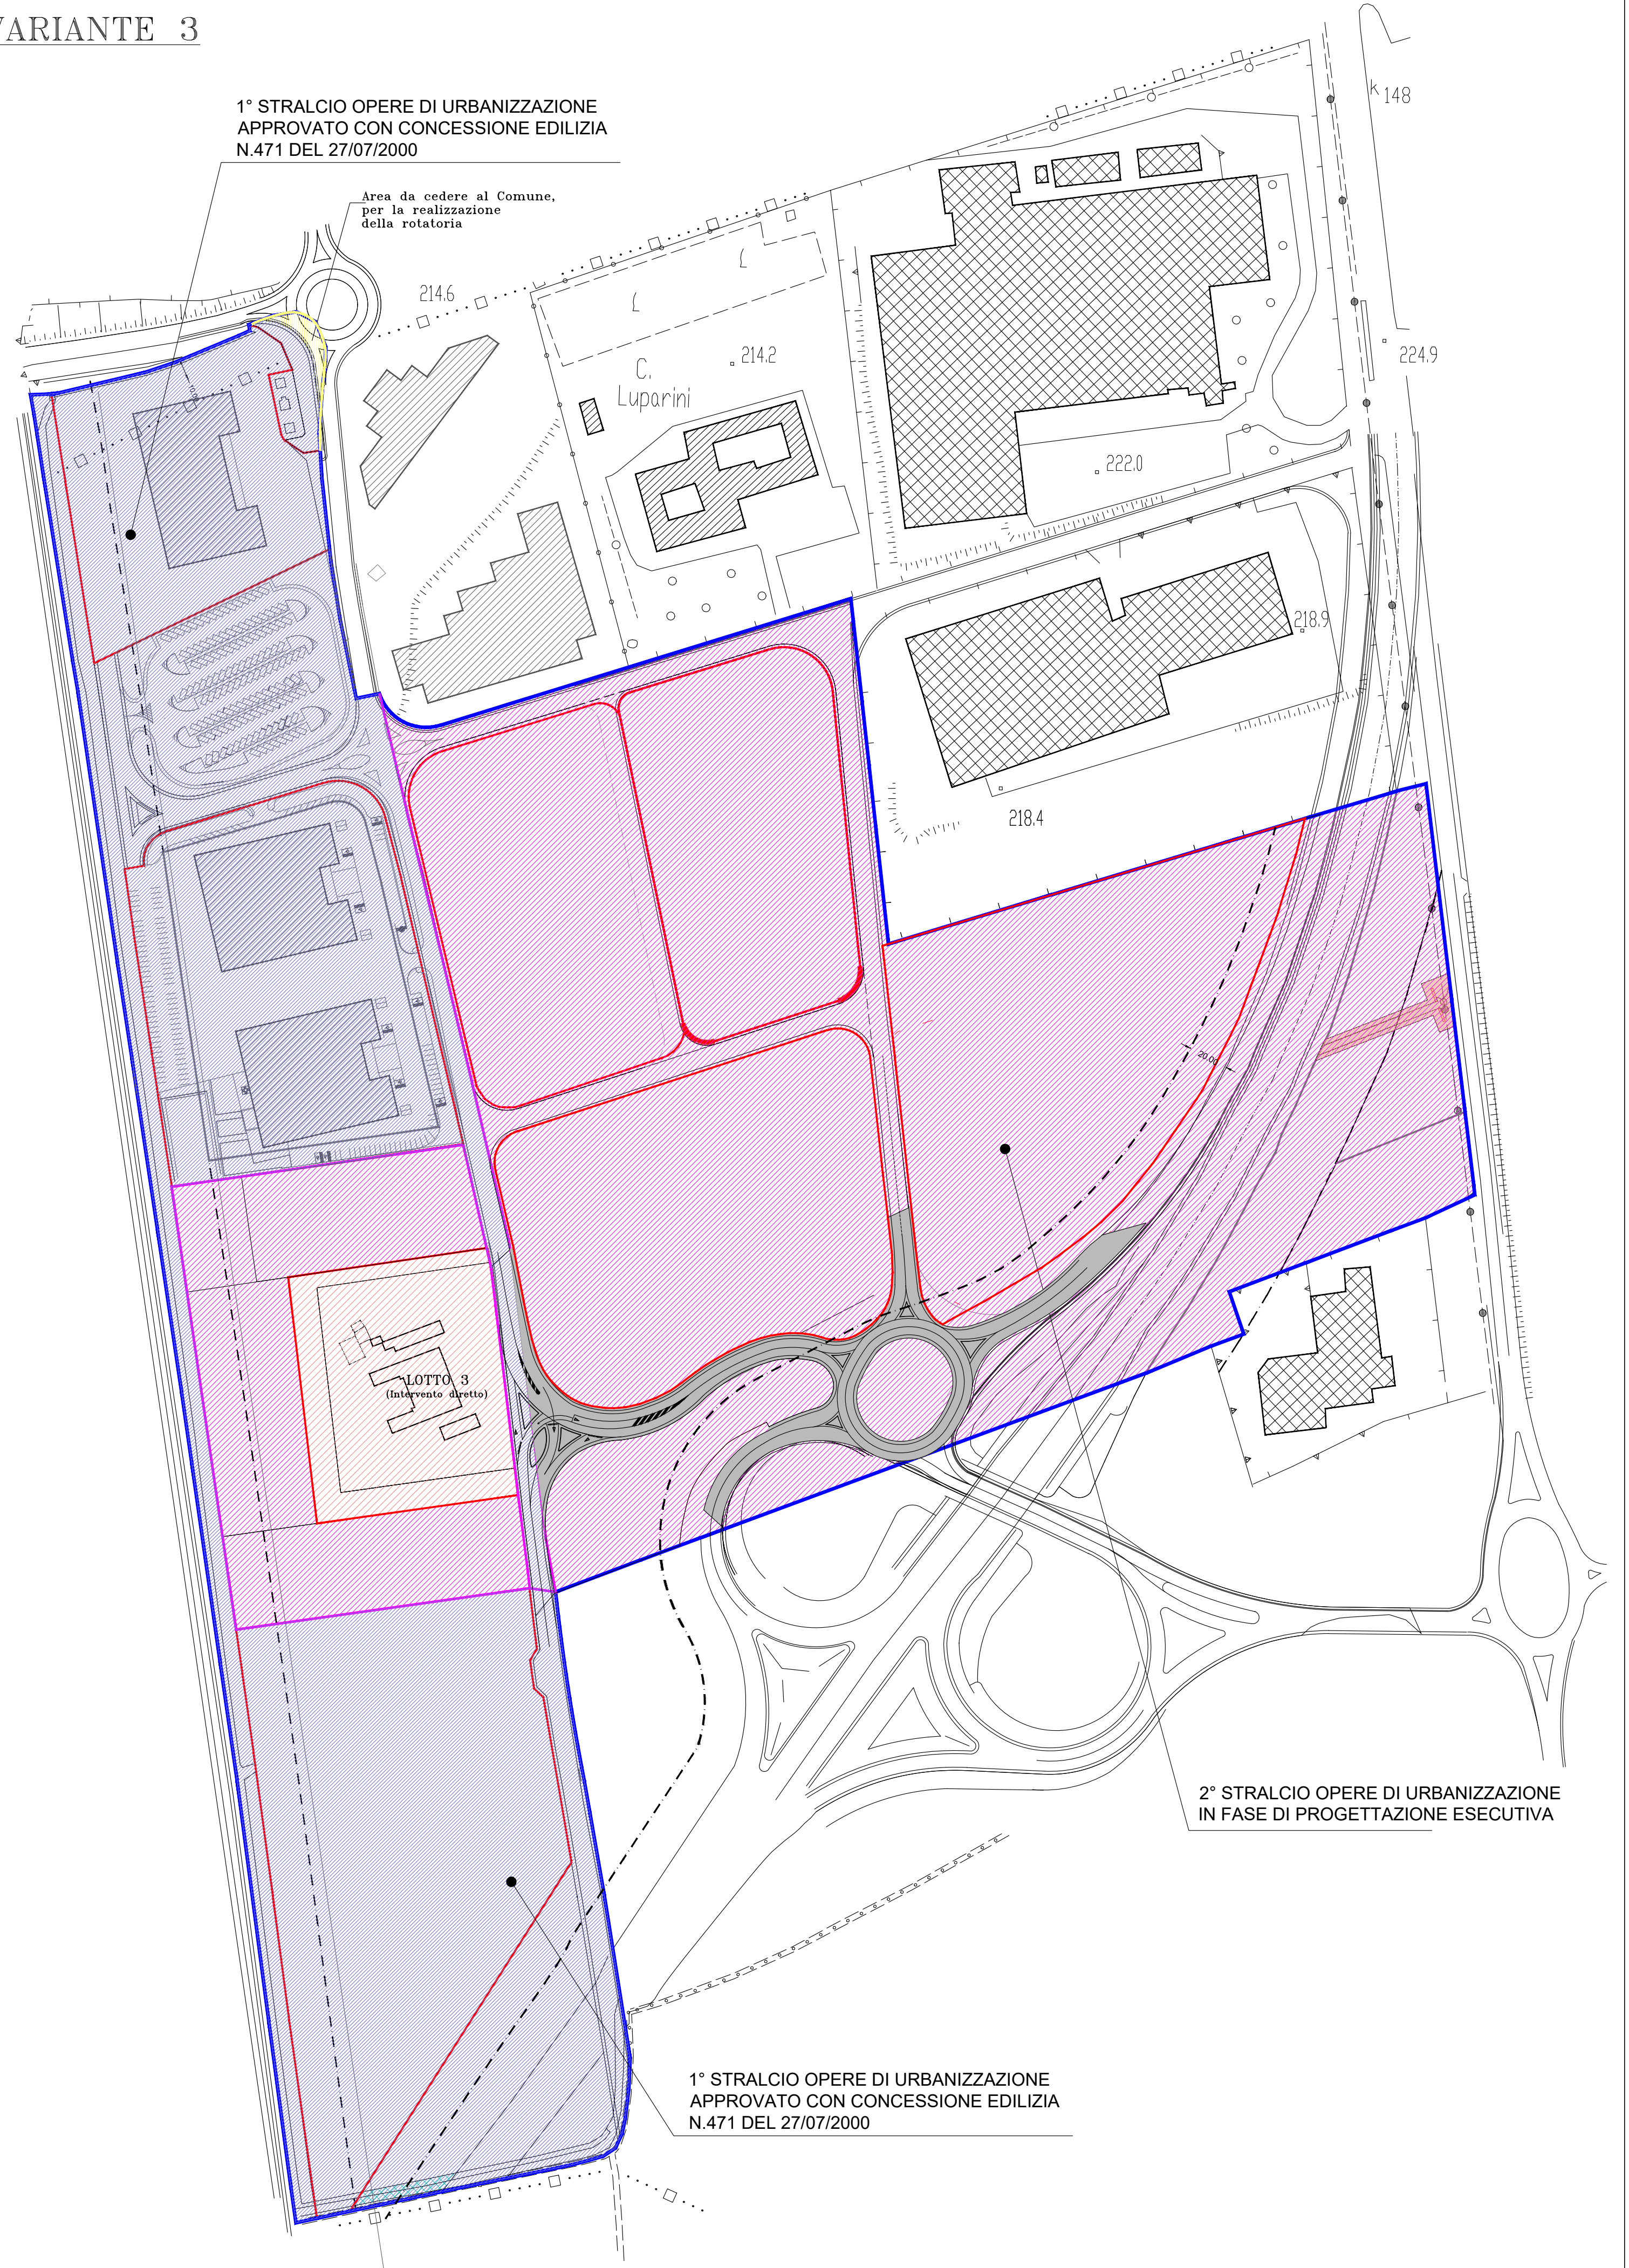 VARIANTE 3
1° STRALCIO OPERE DI URBANIZZAZIONE
APPROVATO CON CONCESSIONE EDILIZIA
N.471 DEL 27/07/2000
Area da cedere al Comune,
per la realizzazione
della rotatoria
148
214.6
214.2
C.
Luparini
224.9
222.0
218.9
218.4
20.00
LOTTO 3
(Intervento diretto)
2° STRALCIO OPERE DI URBANIZZAZIONE
IN FASE DI PROGETTAZIONE ESECUTIVA
1° STRALCIO OPERE DI URBANIZZAZIONE
APPROVATO CON CONCESSIONE EDILIZIA
N.471 DEL 27/07/2000